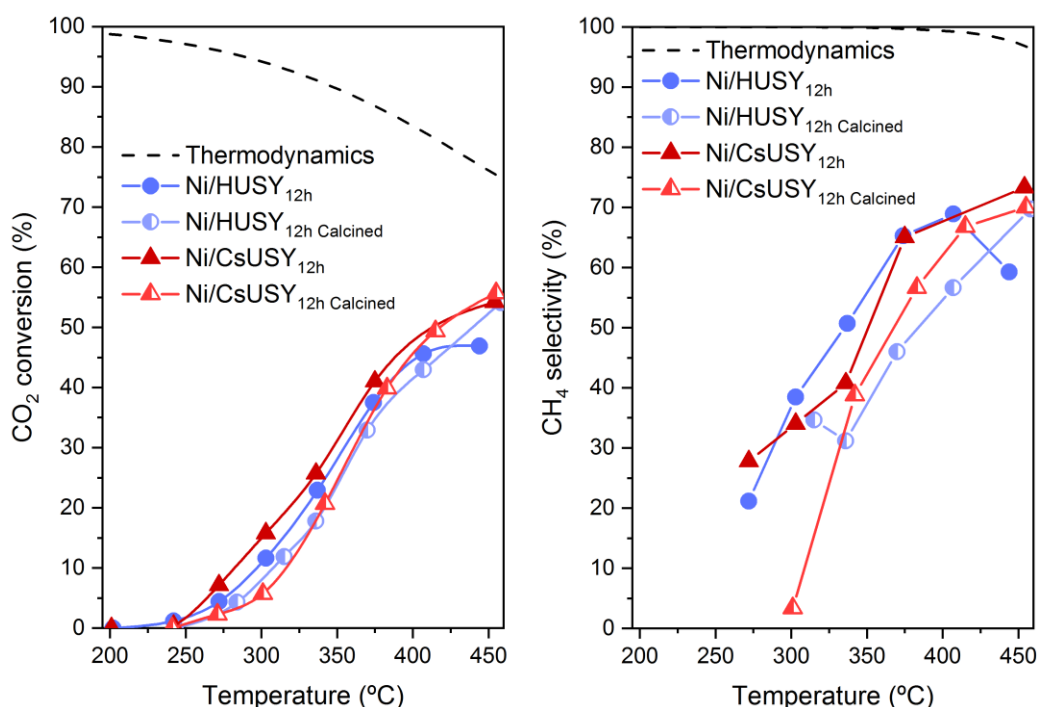 100
90
80
70
60
50
40
30
20
10
0
CO₂ conversion (%)
Thermodynamics
Ni/HUSY₁₂ₕ
Ni/HUSY₁₂ₕ Calcined
Ni/CsUSY₁₂ₕ
Ni/CsUSY₁₂ₕ Calcined
200 250 300 350 400 450
Temperature (ºC)
100
90
80
70
60
50
40
30
20
10
0
CH₄ selectivity (%)
Thermodynamics
Ni/HUSY₁₂ₕ
Ni/HUSY₁₂ₕ Calcined
Ni/CsUSY₁₂ₕ
Ni/CsUSY₁₂ₕ Calcined
200 250 300 350 400 450
Temperature (ºC)